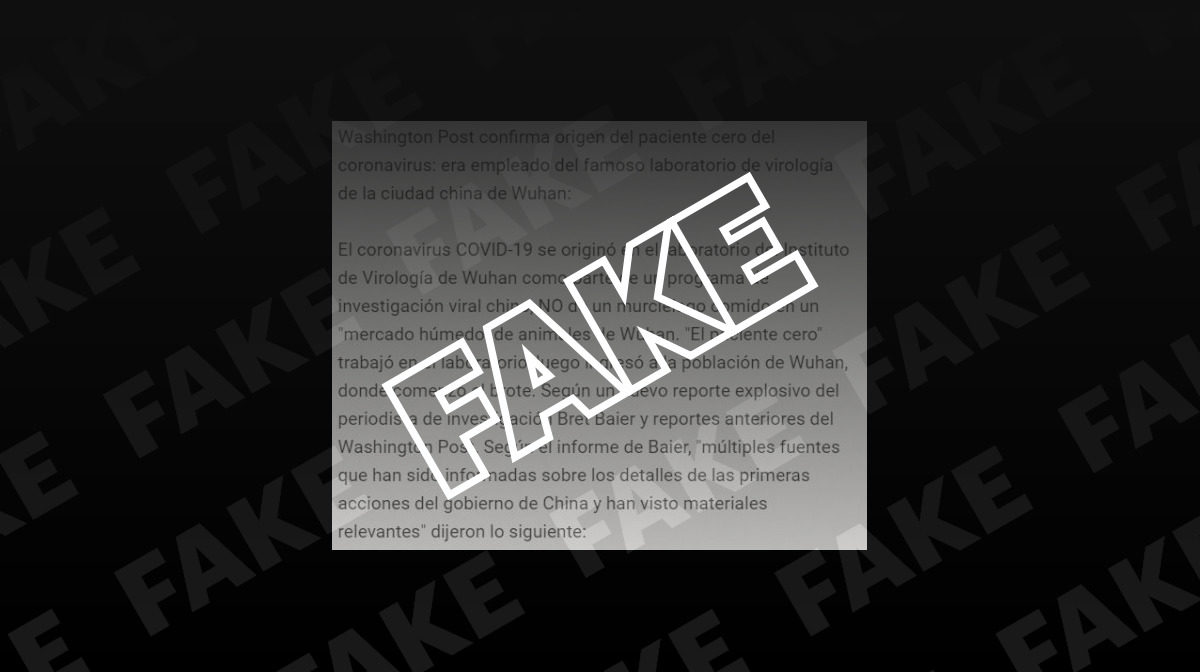 Washington Post confirma origen del paciente cero del
coronavirus: era empleado del famoso laboratorio de virología
de la ciudad china de Wuhan:
El coronavirus COVID-19 se originó en el laboratorio del Instituto
de Virología de Wuhan como parte de un programa de
investigación viral chino, NO de un murciélago comido en un
"mercado húmedo" de animales de Wuhan. "El paciente cero"
trabajó en el laboratorio, luego ingresó a la población de Wuhan,
donde comenzó el brote. Según un nuevo reporte explosivo del
periodista de investigación Bret Baier y reportes anteriores del
Washington Post. Según el informe de Baier, "múltiples fuentes
que han sido informadas sobre los detalles de las primeras
acciones del gobierno de China y han visto materiales
relevantes" dijeron lo siguiente:
FAKE